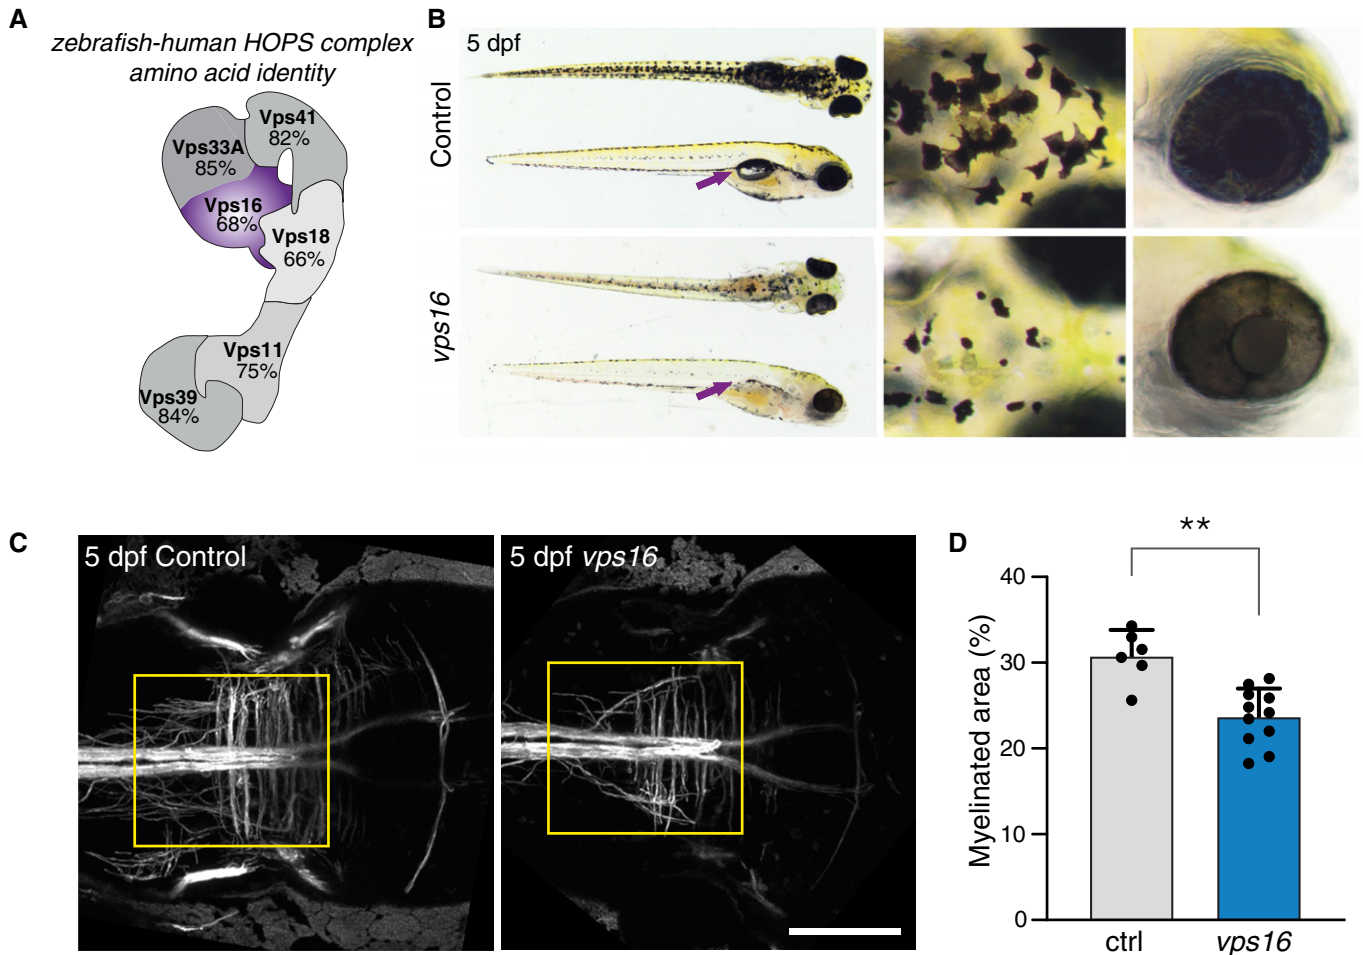 A
zebrafish-human HOPS complex
amino acid identity
Vps41
82%
Vps33A
85%
Vps16
68%
Vps18
66%
Vps11
75%
Vps39
84%
B
5 dpf
Control
vps16
C
5 dpf Control
5 dpf vps16
D
**
Myelinated area (%)
40
30
20
10
0
ctrl
vps16